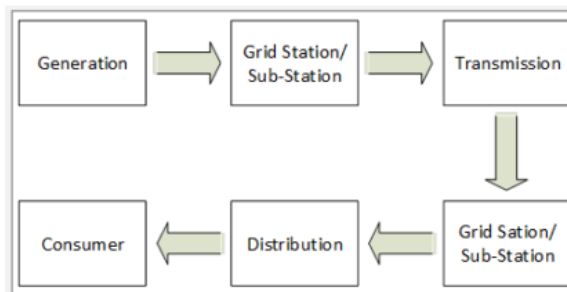 Generation
Grid Station/
Sub-Station
Transmission
Grid Sation/
Sub-Station
Distribution
Consumer